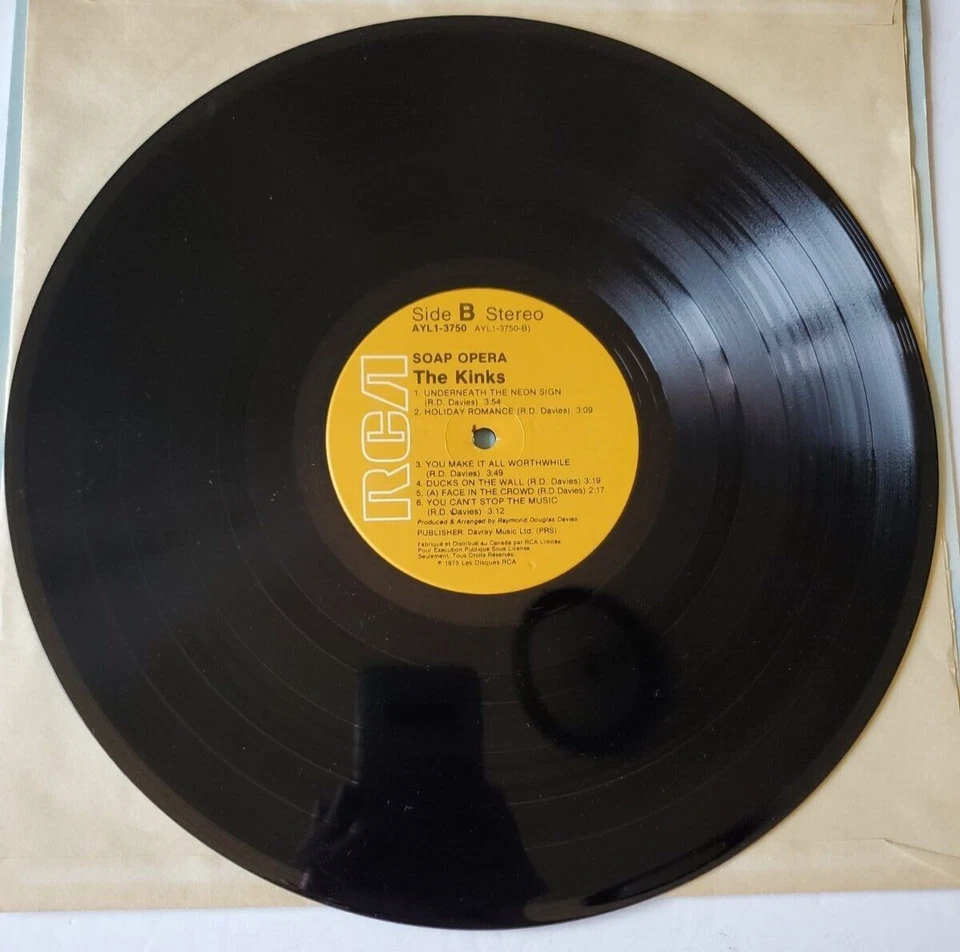 Side B Stereo
AYL1-3750 AYL1-3750-B)
SOAP OPERA
The Kinks
1. UNDERNEATH THE NEON SIGN
(R.D. Davies) 3:54
2. HOLIDAY ROMANCE (R.D. Davies) 3:09
3. YOU MAKE IT ALL WORTHWHILE
(R.D. Davies) 3:49
4. DUCKS ON THE WALL (R.D. Davies) 3:19
5. (A) FACE IN THE CROWD (R.D. Davies) 2:17
6. YOU CAN'T STOP THE MUSIC
(R.D. Davies) 3:12
Produced & Arranged by Raymond Douglas Davies
PUBLISHER: Davray Music Ltd. (PRS)
Fabriqué et Distribué au Canada par RCA Limitée.
Pour Exécution Publique Sous License
Seulement, Tous Droits Réservés.
℗ 1975 Les Disques RCA
RCA